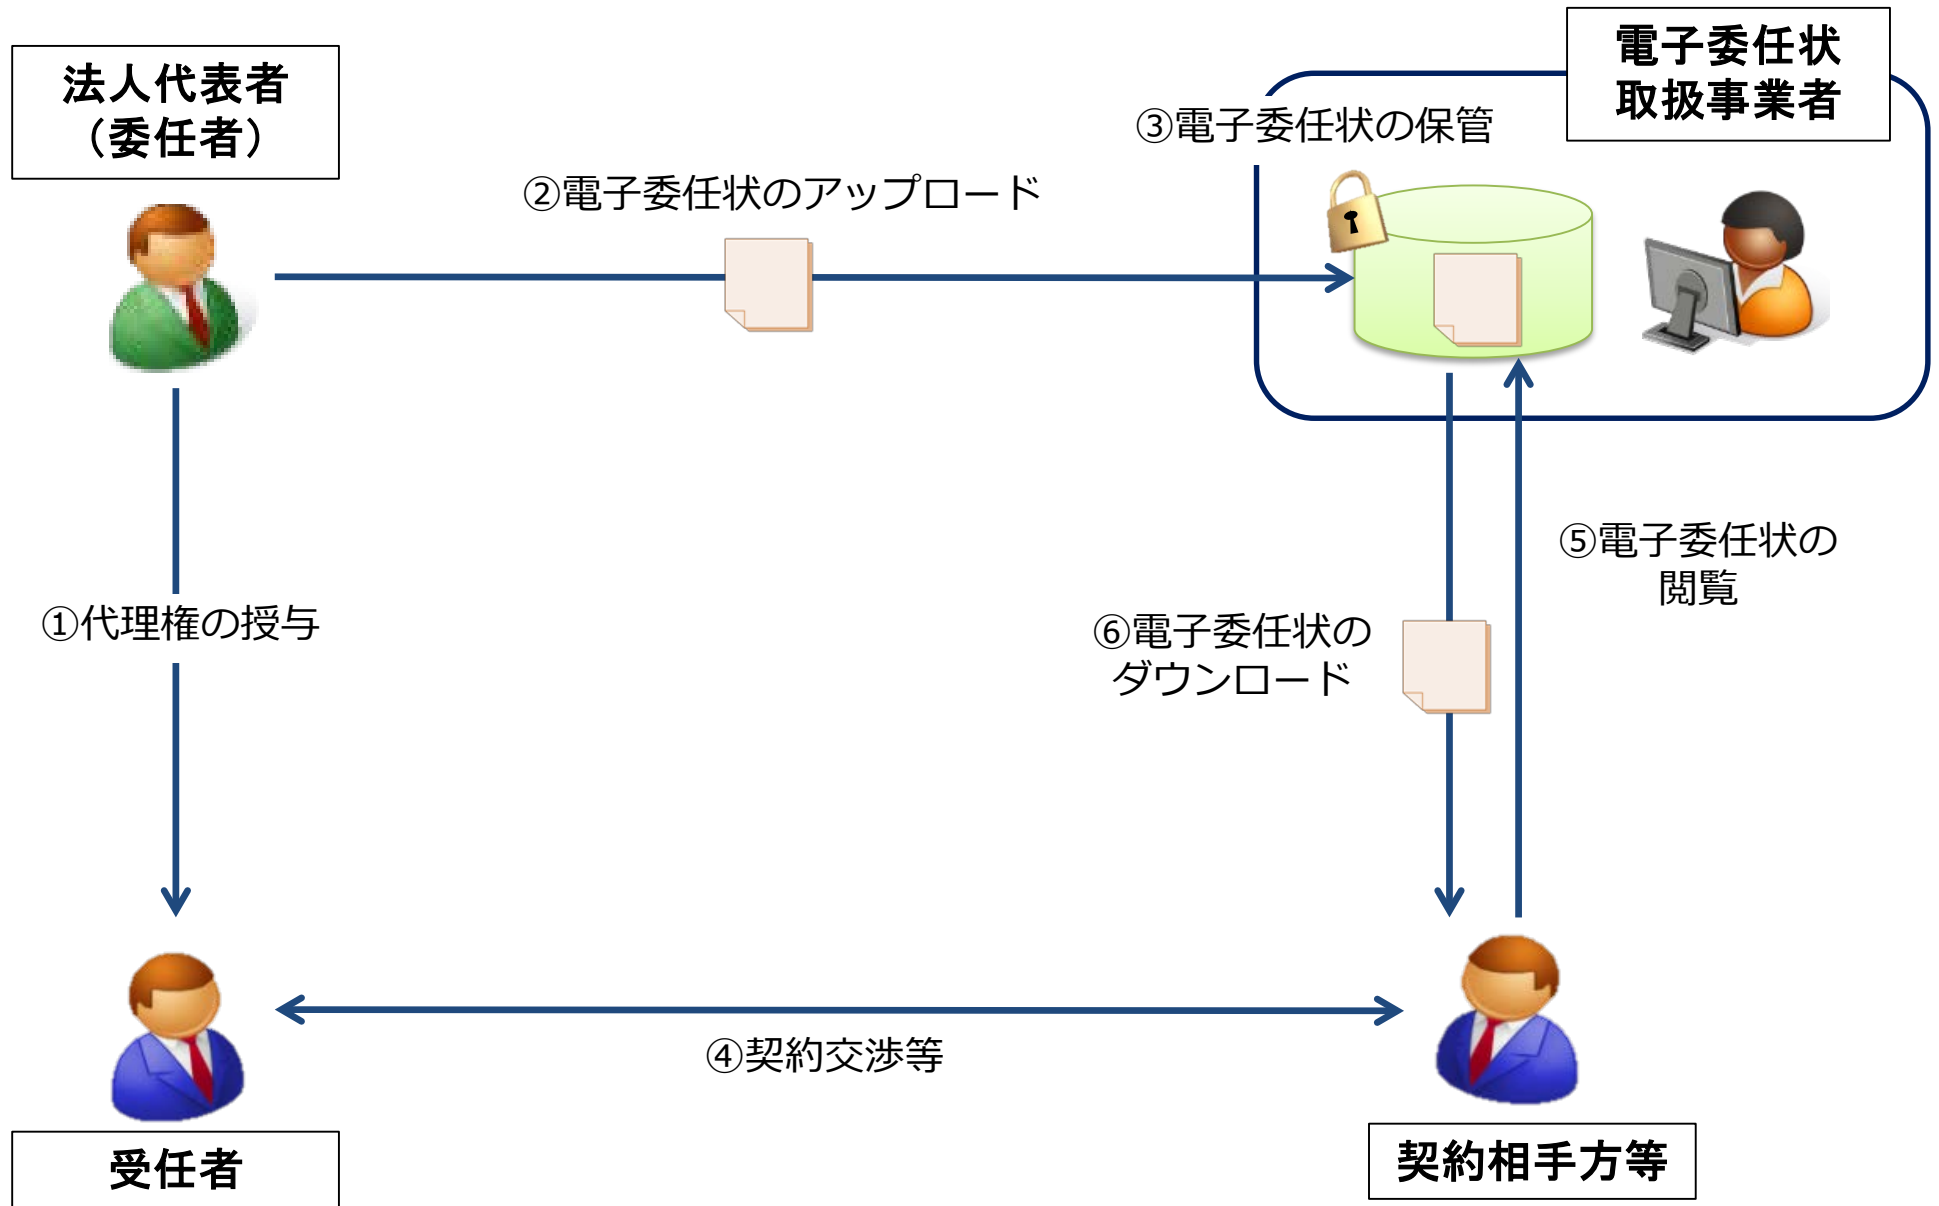 法人代表者
（委任者）
電子委任状
取扱事業者
③電子委任状の保管
②電子委任状のアップロード
①代理権の授与
⑤電子委任状の
閲覧
⑥電子委任状の
ダウンロード
④契約交渉等
受任者
契約相手方等